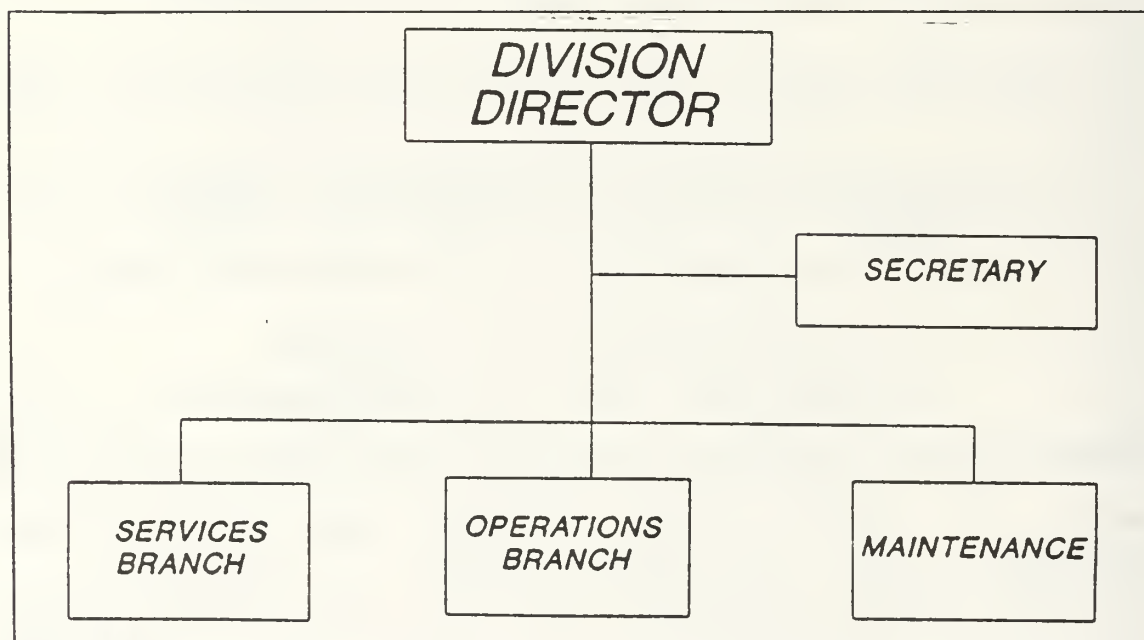 DIVISION
DIRECTOR
SECRETARY
SERVICES
BRANCH
OPERATIONS
BRANCH
MAINTENANCE